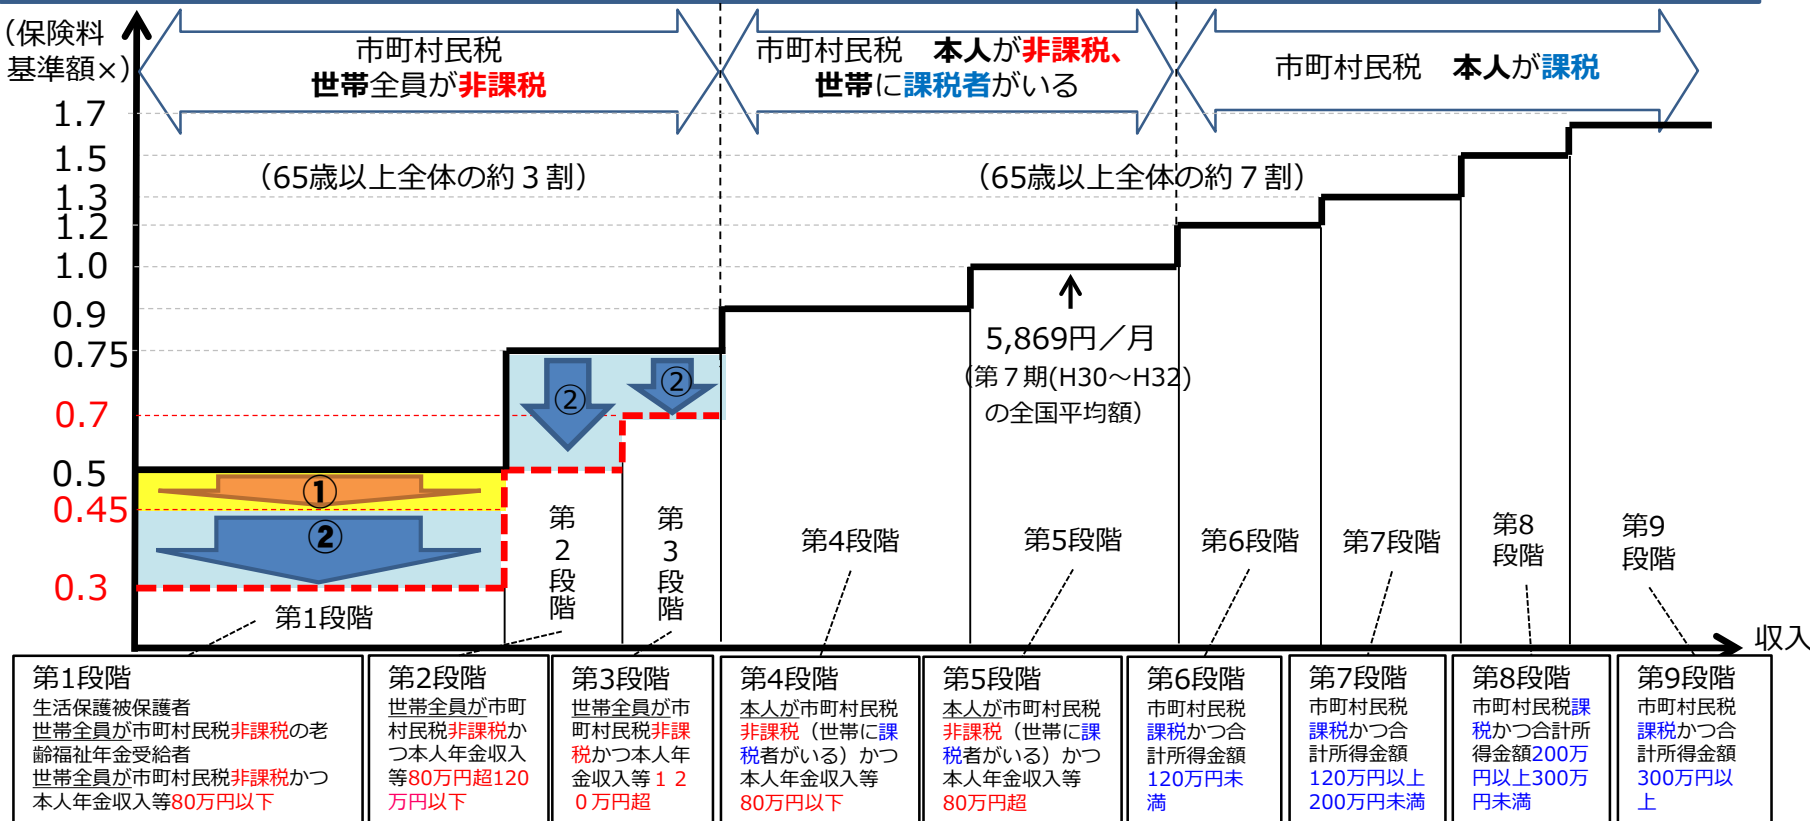 （保険料
基準額×）
市町村民税
世帯全員が非課税
市町村民税　本人が非課税、
世帯に課税者がいる
市町村民税　本人が課税
1.7
1.5
1.3
1.2
1.0
0.9
0.75
0.7
0.5
0.45
0.3
（65歳以上全体の約３割）
（65歳以上全体の約７割）
5,869円／月
（第７期(H30～H32)
の全国平均額）
①
②
②
②
第1段階
第2段階
第3段階
第4段階
第5段階
第6段階
第7段階
第8
段階
第9
段階
収入
第1段階
生活保護被保護者
世帯全員が市町村民税非課税の老
齢福祉年金受給者
世帯全員が市町村民税非課税かつ
本人年金収入等80万円以下
第2段階
世帯全員が市町
村民税非課税か
つ本人年金収入
等80万円超120
万円以下
第3段階
世帯全員が市
町村民税非課
税かつ本人年
金収入等１２
０万円超
第4段階
本人が市町村民税
非課税（世帯に課
税者がいる）かつ
本人年金収入等
80万円以下
第5段階
本人が市町村民税
非課税（世帯に課
税者がいる）かつ
本人年金収入等
80万円超
第6段階
市町村民税
課税かつ合
計所得金額
120万円未
満
第7段階
市町村民税
課税かつ合
計所得金額
120万円以上
200万円未満
第8段階
市町村民税課
税かつ合計所
得金額200万
円以上300万
円未満
第9段階
市町村民税
課税かつ合
計所得金額
300万円以
上